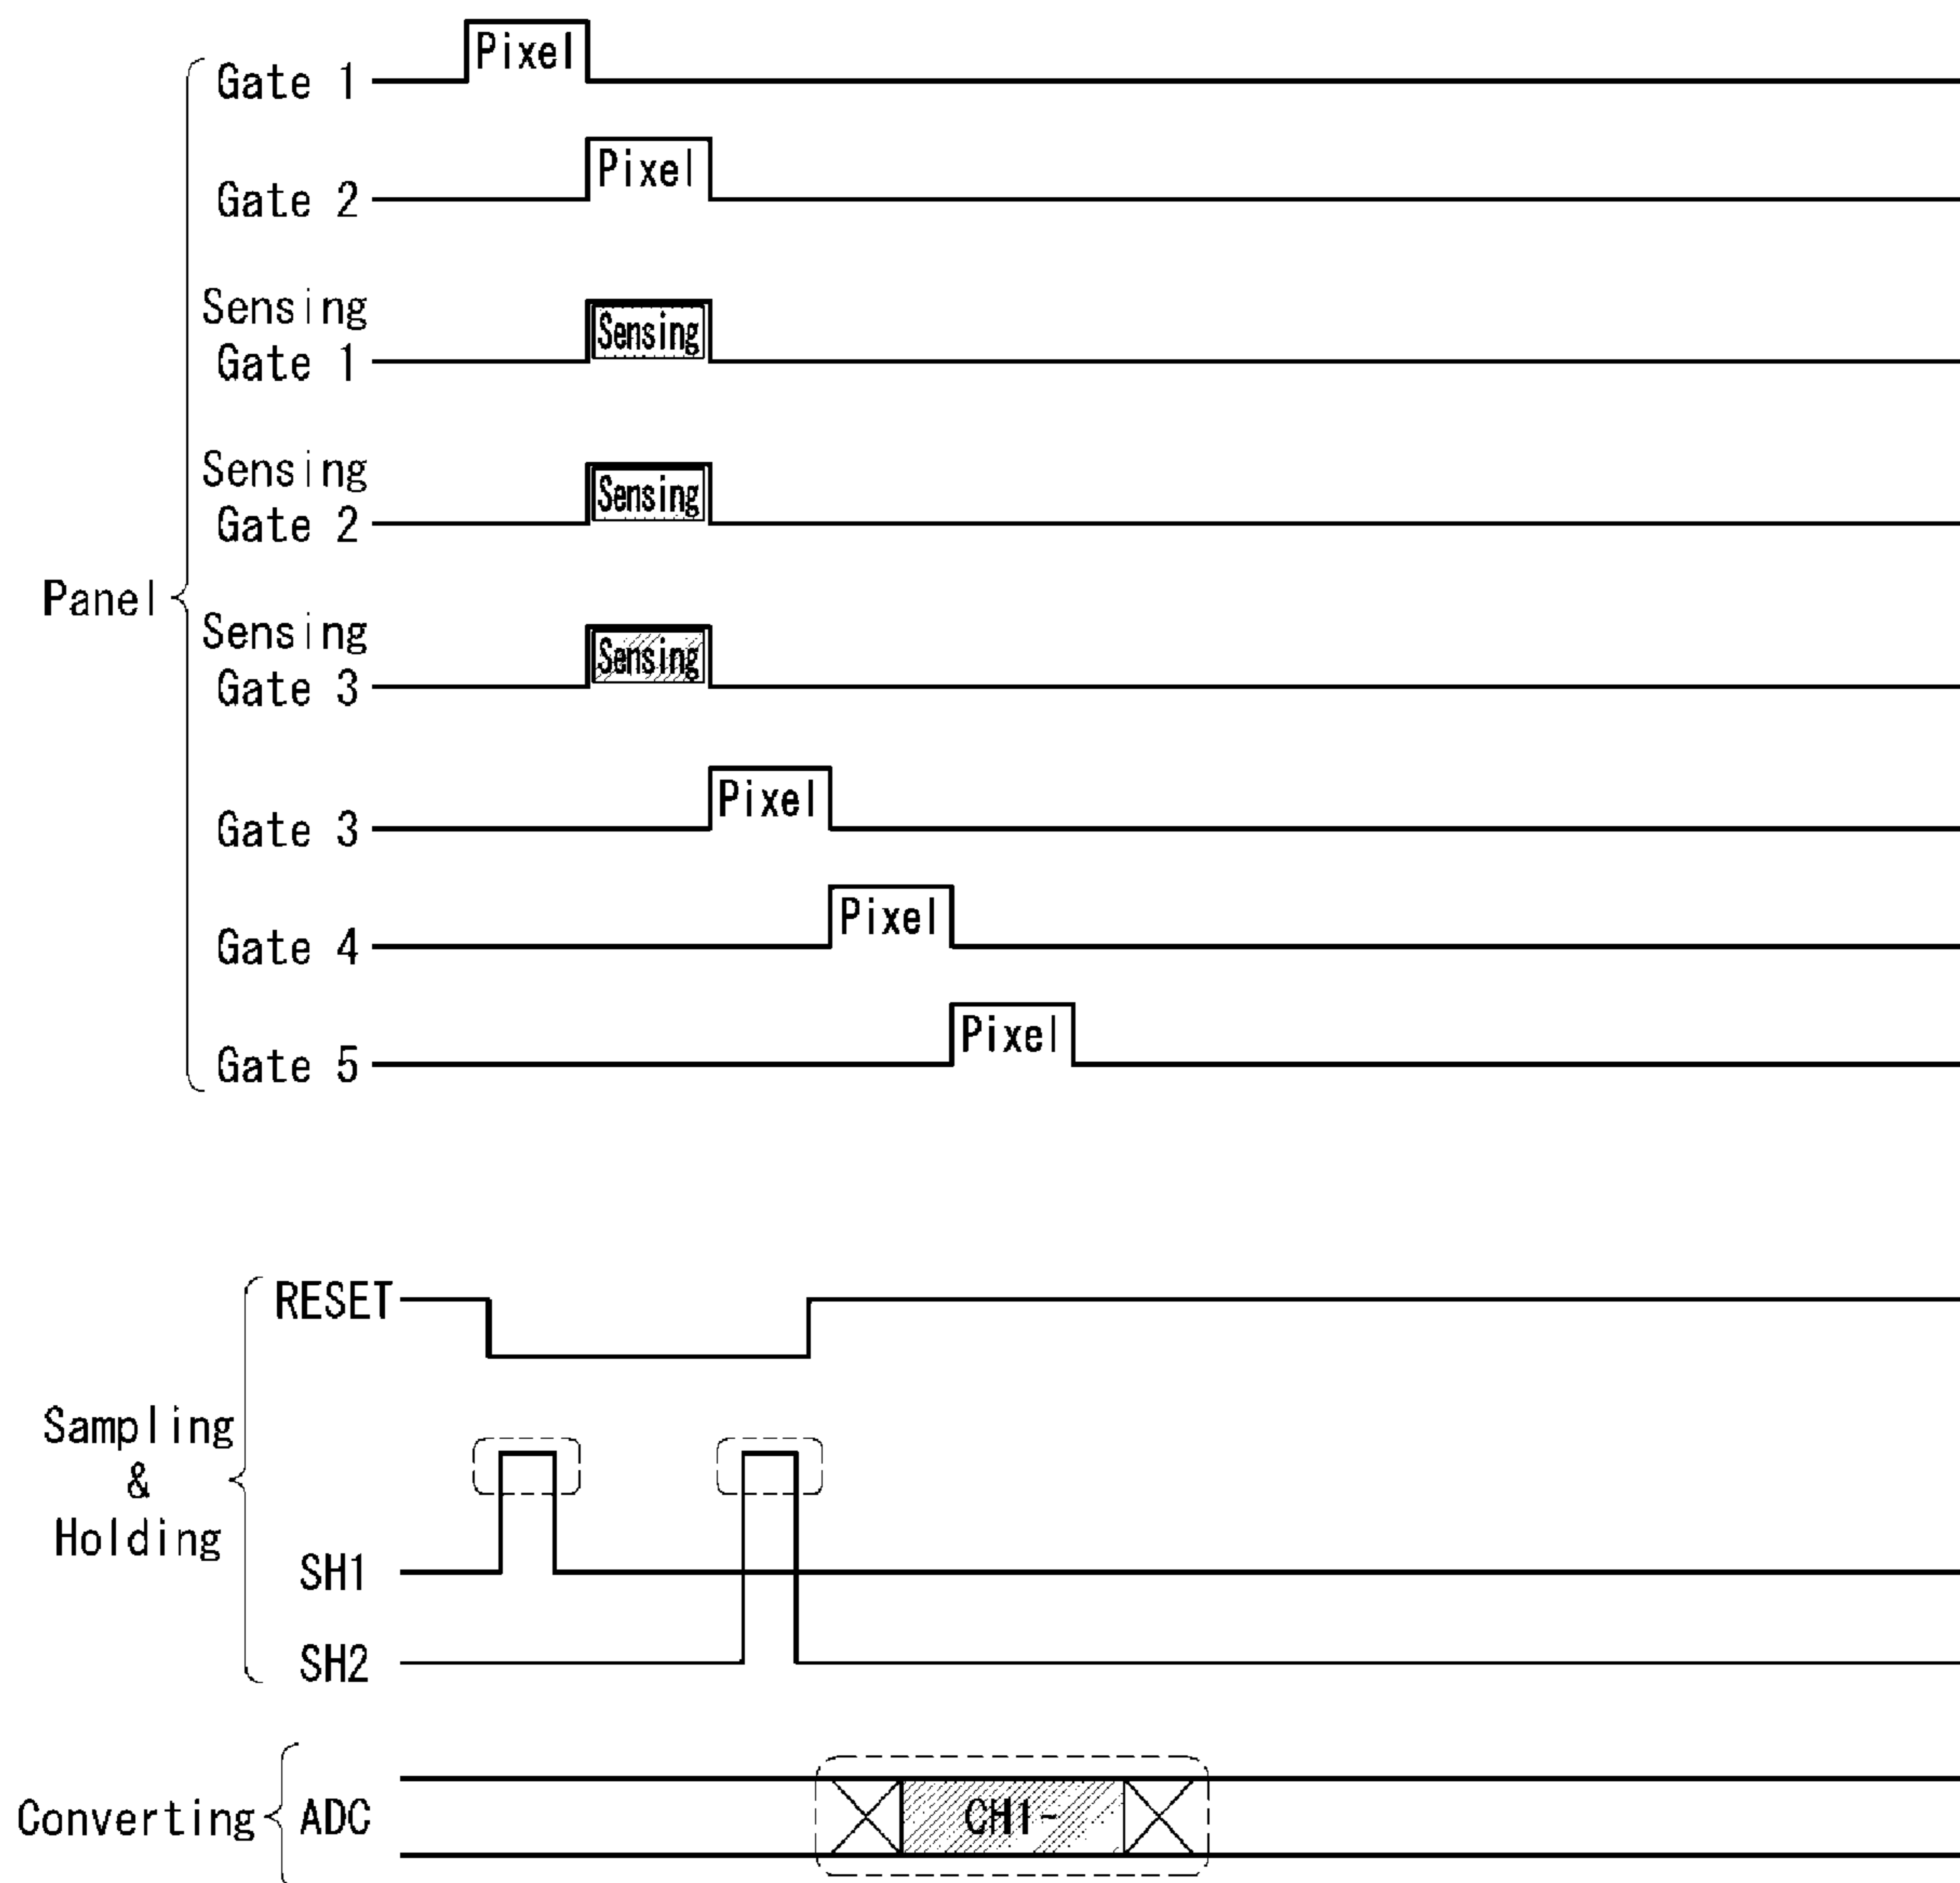 Pixel
Gate 1
Pixel
Gate 2
Sensing
Gate 1
Sensing
Sensing
Gate 2
Sensing
Panel
Sensing
Gate 3
Sensing
Pixel
Gate 3
Pixel
Gate 4
Pixel
Gate 5
RESET
Sampling
&
Holding
SH1
SH2
Converting
ADC
CH1~